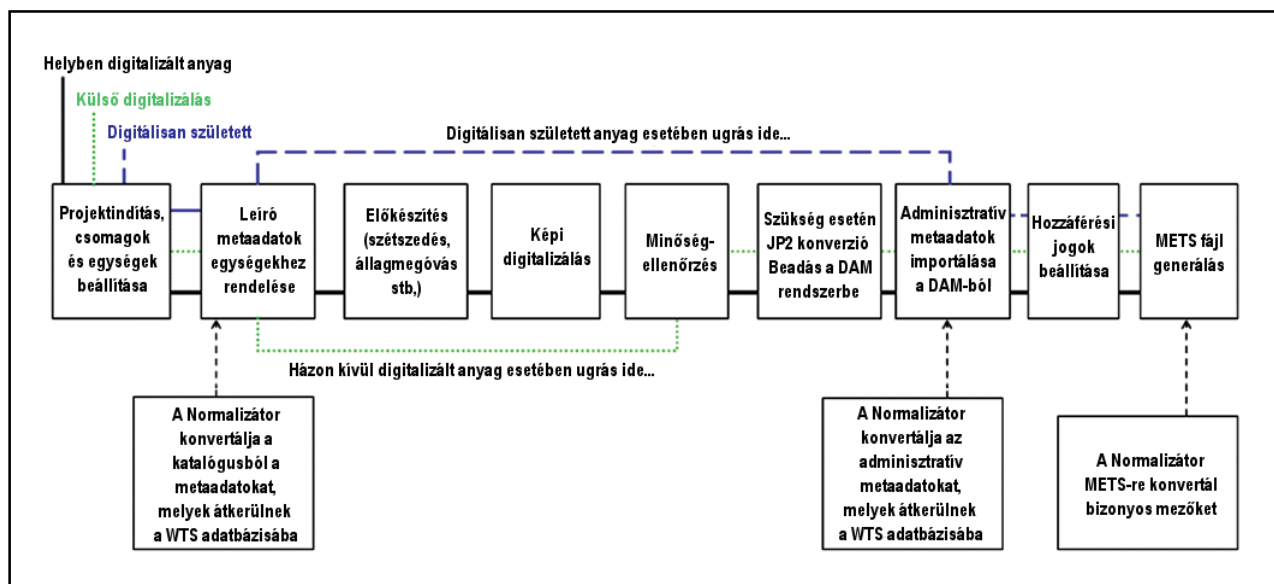 Helyben digitalizált anyag
Külső digitalizálás
Digitálisan született
Digitálisan született anyag esetében ugrás ide...
Projektindítás,
csomagok
és egységek
beállítása
Leíró
metaadatok
egységekhez
rendelése
Előkészítés
(szétszedés,
állagmegóvás
stb,)
Képi
digitalizálás
Minőség-
ellenőrzés
Szükség esetén
JP2 konverzió
Beadás a DAM
rendszerbe
Adminisztratív
metaadatok
importálása
a DAM-ból
Hozzáférési
jogok
beállítása
METS fájl
generálás
Házon kívül digitalizált anyag esetében ugrás ide...
A Normalizátor
konvertálja a
katalógusból a
metaadatokat,
melyek átkerülnek
a WTS adatbázisába
A Normalizátor
konvertálja az
adminisztratív
metaadatokat,
melyek átkerülnek
a WTS adatbázisába
A Normalizátor
METS-re konvertál
bizonyos mezőket